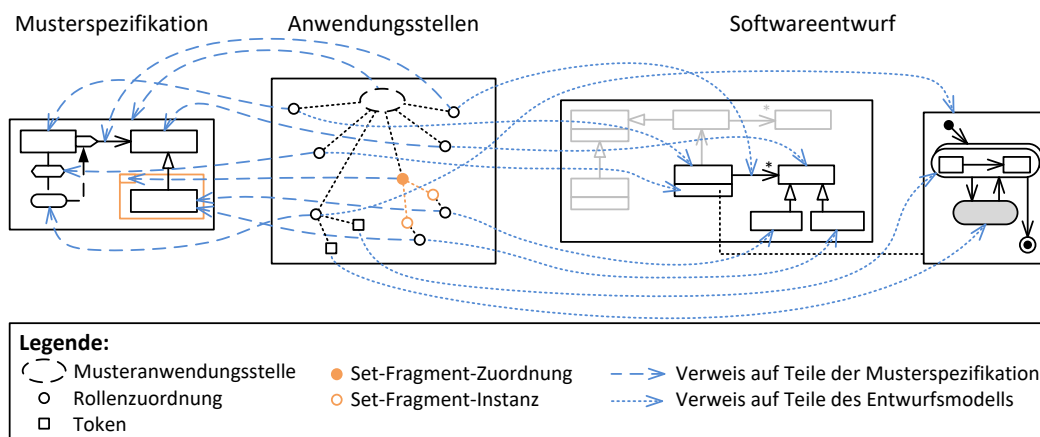 Musterspezifikation
Anwendungsstellen
Softwareentwurf
*
*
Legende:
Musteranwendungsstelle
Rollenzuordnung
Token
Set-Fragment-Zuordnung
Set-Fragment-Instanz
Verweis auf Teile der Musterspezifikation
Verweis auf Teile des Entwurfsmodells